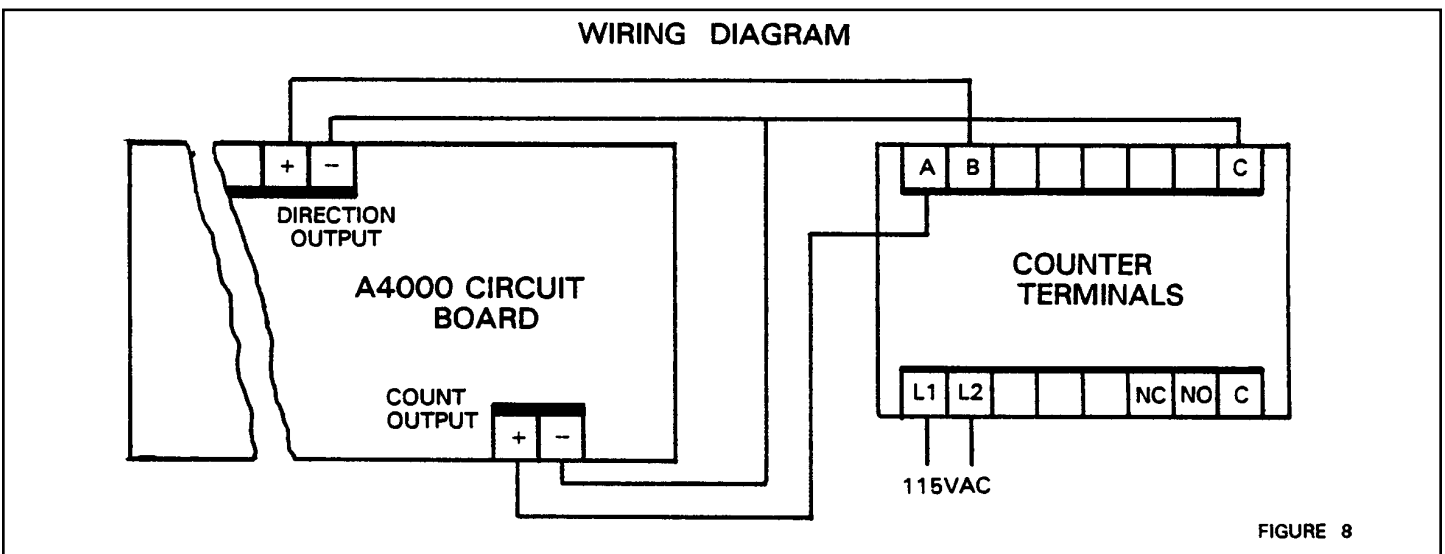 WIRING DIAGRAM
+ −
A B C
DIRECTION
OUTPUT
A4000 CIRCUIT
BOARD
COUNTER
TERMINALS
COUNT
OUTPUT
+ −
L1 L2 NC NO C
115VAC
FIGURE 8